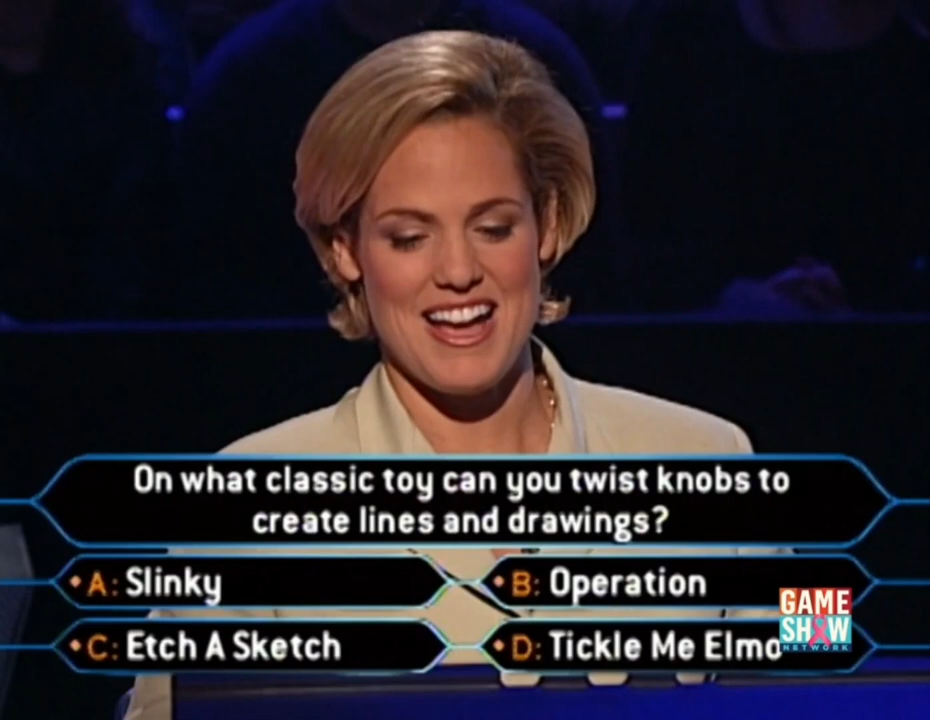 On what classic toy can you twist knobs to
create lines and drawings?
A: Slinky
B: Operation
C: Etch A Sketch
D: Tickle Me Elmo
GAME
SHOW
NETWORK